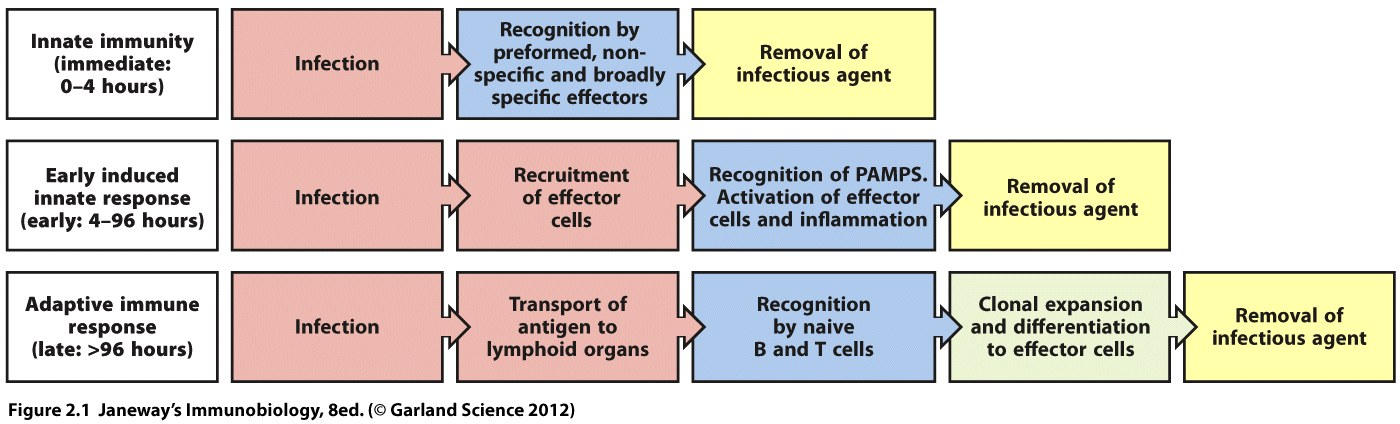 Innate immunity
(immediate:
0–4 hours)
Infection
Recognition by
preformed, non-
specific and broadly
specific effectors
Removal of
infectious agent
Early induced
innate response
(early: 4–96 hours)
Infection
Recruitment
of effector
cells
Recognition of PAMPS.
Activation of effector
cells and inflammation
Removal of
infectious agent
Adaptive immune
response
(late: >96 hours)
Infection
Transport of
antigen to
lymphoid organs
Recognition
by naive
B and T cells
Clonal expansion
and differentiation
to effector cells
Removal of
infectious agent
Figure 2.1 Janeway’s Immunobiology, 8ed. (© Garland Science 2012)